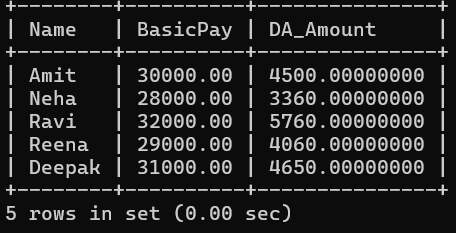 +--------+----------+---------------+
| Name   | BasicPay | DA_Amount     |
+--------+----------+---------------+
| Amit   | 30000.00 | 4500.00000000 |
| Neha   | 28000.00 | 3360.00000000 |
| Ravi   | 32000.00 | 5760.00000000 |
| Reena  | 29000.00 | 4060.00000000 |
| Deepak | 31000.00 | 4650.00000000 |
+--------+----------+---------------+
5 rows in set (0.00 sec)